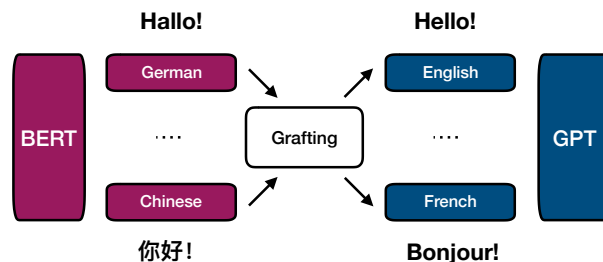 Hallo!
Hello!
German
English
BERT
....
Grafting
....
GPT
Chinese
French
你好！
Bonjour!